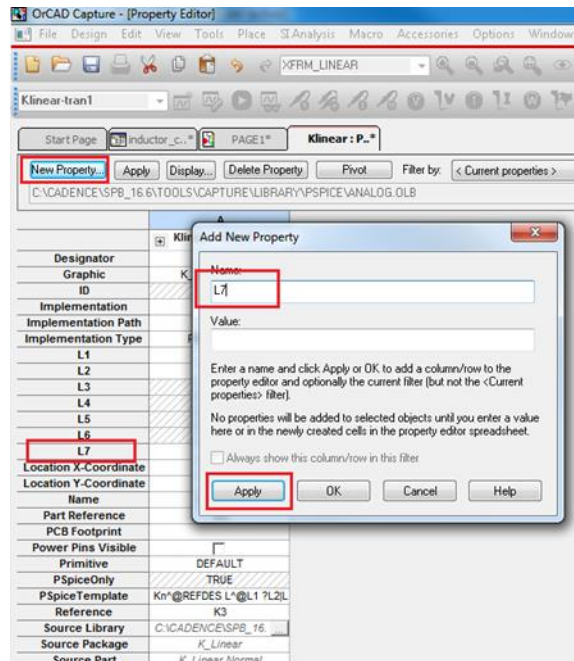 OrCAD Capture - [Property Editor]
File Design Edit View Tools Place SI Analysis Macro Accessories Options Window
XFRM_LINEAR
Klinear-tran1
Start Page inductor_c..* PAGE1* Klinear : P..*
New Property... Apply Display... Delete Property Pivot Filter by: < Current properties >
C:\CADENCE\SPB_16.6\TOOLS\CAPTURE\LIBRARY\PSPICE\ANALOG.OLB
A
Klin
Add New Property
Name:
L7
Value:
Enter a name and click Apply or OK to add a column/row to the
property editor and optionally the current filter (but not the <Current
properties> filter).
No properties will be added to selected objects until you enter a value
here or in the newly created cells in the property editor spreadsheet.
Always show this column/row in this filter
Apply OK Cancel Help
Designator
Graphic K_
ID
Implementation
Implementation Path
Implementation Type P
L1
L2
L3
L4
L5
L6
L7
Location X-Coordinate
Location Y-Coordinate
Name
Part Reference
PCB Footprint
Power Pins Visible
Primitive DEFAULT
PSpiceOnly TRUE
PSpiceTemplate Kn^@REFDES L^@L1 ?L2|L
Reference K3
Source Library C:\CADENCE\SPB_16. ...
Source Package K_Linear
Source Part K_Linear.Normal